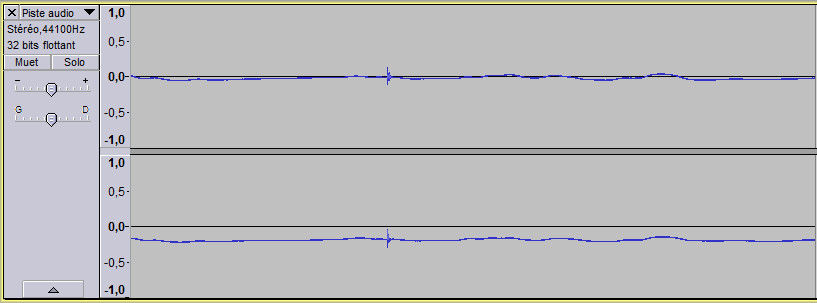 X Piste audio
Stéréo,44100Hz
32 bits flottant
Muet Solo
- +
G D
1,0
0,5-
0,0-
-0,5-
-1,0
1,0
0,5-
0,0-
-0,5-
-1,0